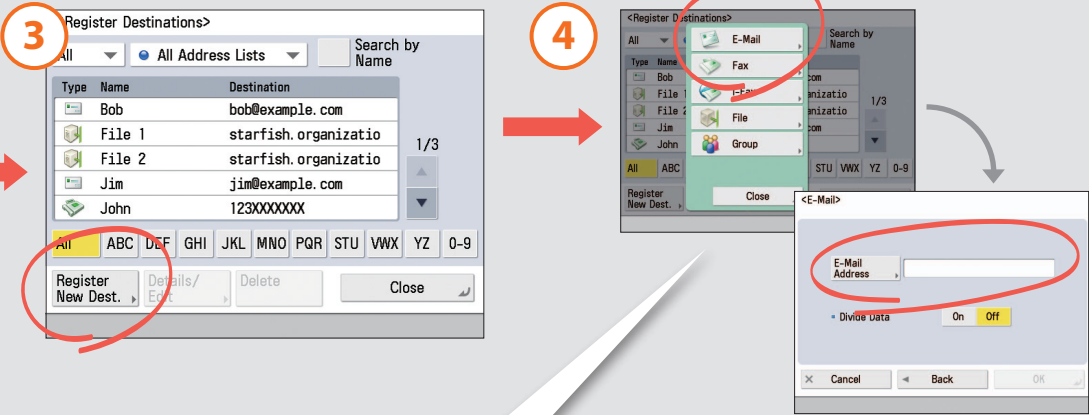 3
<Register Destinations>
All
All Address Lists
Search by
Name
Type Name Destination
Bob bob@example.com
File 1 starfish.organizatio
File 2 starfish.organizatio
Jim jim@example.com
John 123XXXXXXX
1/3
All ABC DEF GHI JKL MNO PQR STU VWX YZ 0-9
Register
New Dest.
Details/
Edit
Delete
Close
4
<Register Destinations>
All
Search by
Name
Type Name
Bob com
File 1 anizatio
File 2 anizatio
Jim com
John
1/3
E-Mail
Fax
I-Fax
File
Group
Close
All ABC STU VWX YZ 0-9
Register
New Dest.
<E-Mail>
E-Mail
Address
Divide Data On Off
Cancel Back OK